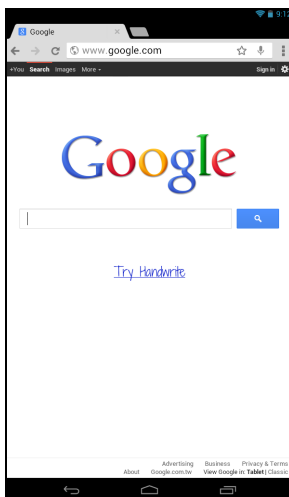 9:12
Google
www.google.com
+You Search Images More
Sign in
Google
Try Handwrite
Advertising Business Privacy & Terms
About Google.com.tw View Google in: Tablet | Classic